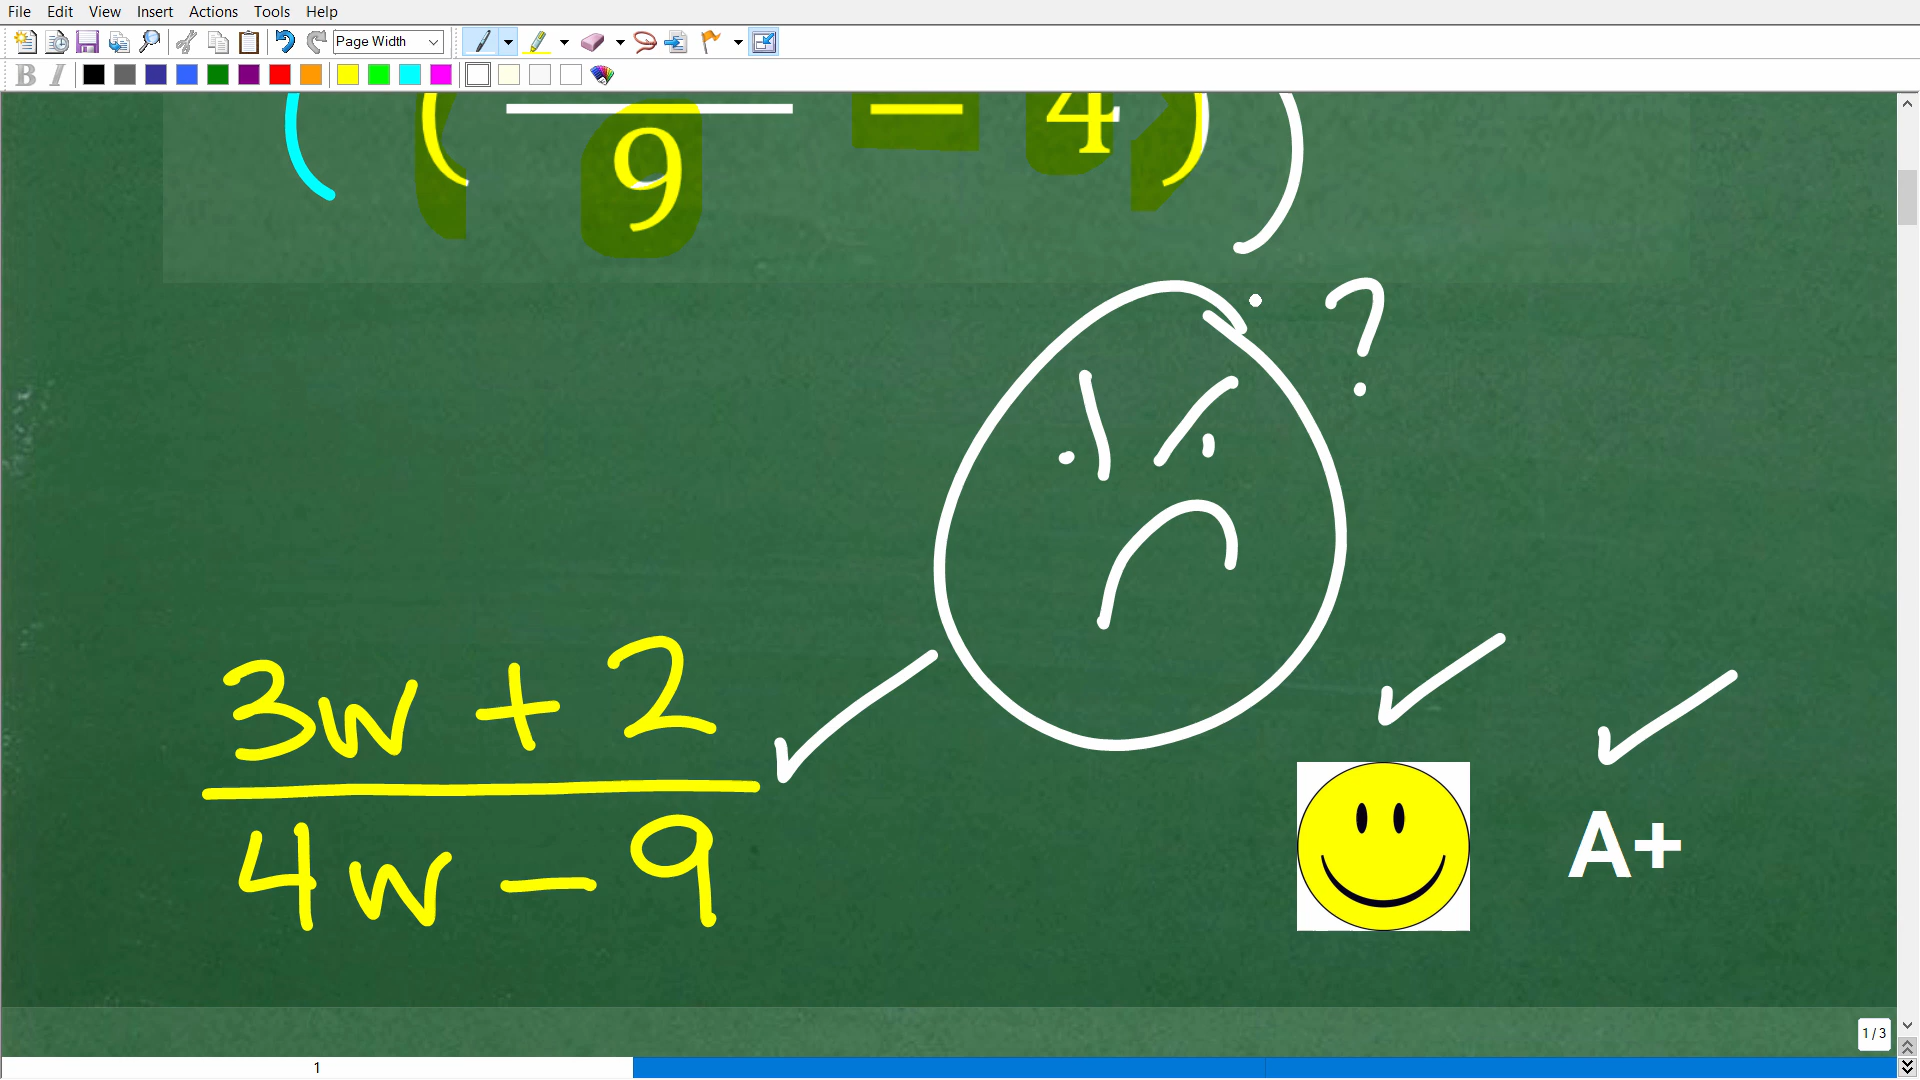 File Edit View Insert Actions Tools Help
Page Width
B I
( ( 9 − 4 ) )
?
3w + 2
4w − 9
A+
1 / 3
1